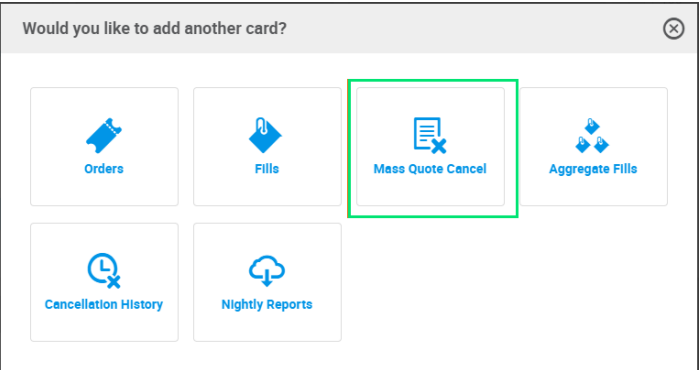 Would you like to add another card?
Orders
Fills
Mass Quote Cancel
Aggregate Fills
Cancellation History
Nightly Reports